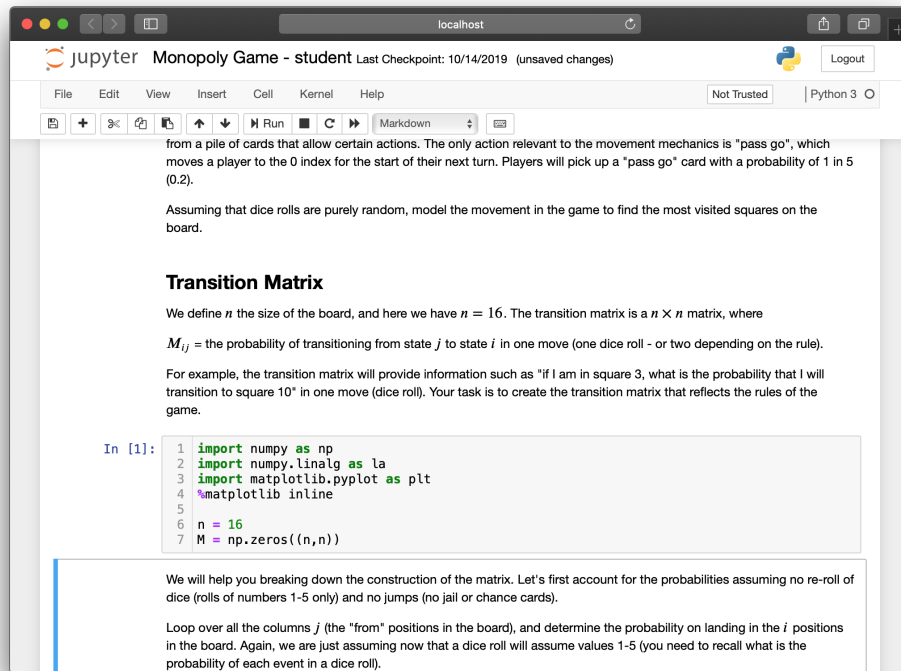 localhost
jupyter Monopoly Game - student Last Checkpoint: 10/14/2019 (unsaved changes)
Logout
File Edit View Insert Cell Kernel Help
Not Trusted
Python 3
Run
Markdown
from a pile of cards that allow certain actions. The only action relevant to the movement mechanics is "pass go", which
moves a player to the 0 index for the start of their next turn. Players will pick up a "pass go" card with a probability of 1 in 5
(0.2).
Assuming that dice rolls are purely random, model the movement in the game to find the most visited squares on the
board.
Transition Matrix
We define n the size of the board, and here we have n = 16. The transition matrix is a n × n matrix, where
M_ij = the probability of transitioning from state j to state i in one move (one dice roll - or two depending on the rule).
For example, the transition matrix will provide information such as "if I am in square 3, what is the probability that I will
transition to square 10" in one move (dice roll). Your task is to create the transition matrix that reflects the rules of the
game.
In [1]:
1 import numpy as np
2 import numpy.linalg as la
3 import matplotlib.pyplot as plt
4 %matplotlib inline
5
6 n = 16
7 M = np.zeros((n,n))
We will help you breaking down the construction of the matrix. Let's first account for the probabilities assuming no re-roll of
dice (rolls of numbers 1-5 only) and no jumps (no jail or chance cards).
Loop over all the columns j (the "from" positions in the board), and determine the probability on landing in the i positions
in the board. Again, we are just assuming now that a dice roll will assume values 1-5 (you need to recall what is the
probability of each event in a dice roll).